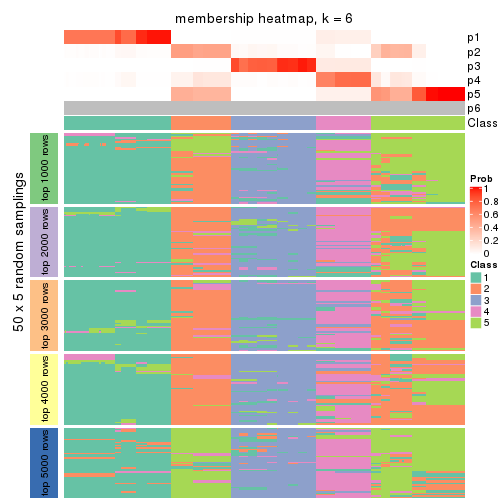 membership heatmap, k = 6
p1
p2
p3
p4
p5
p6
Class
50 x 5 random samplings
top 1000 rows
top 2000 rows
top 3000 rows
top 4000 rows
top 5000 rows
Prob
1
0.8
0.6
0.4
0.2
0
Class
1
2
3
4
5